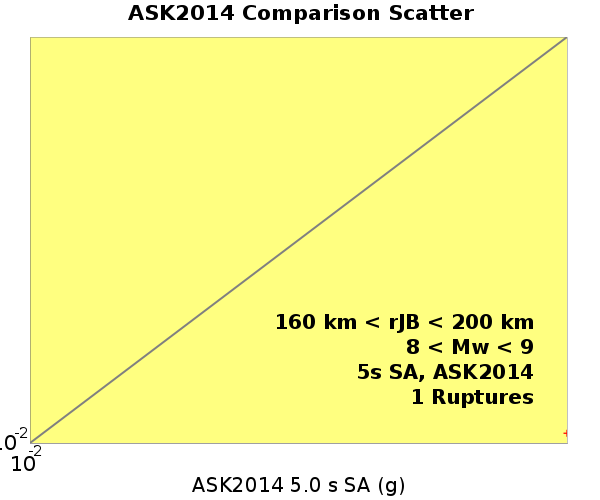 ASK2014 Comparison Scatter
160 km < rJB < 200 km
8 < Mw < 9
5s SA, ASK2014
1 Ruptures
10-2
10-2
ASK2014 5.0 s SA (g)